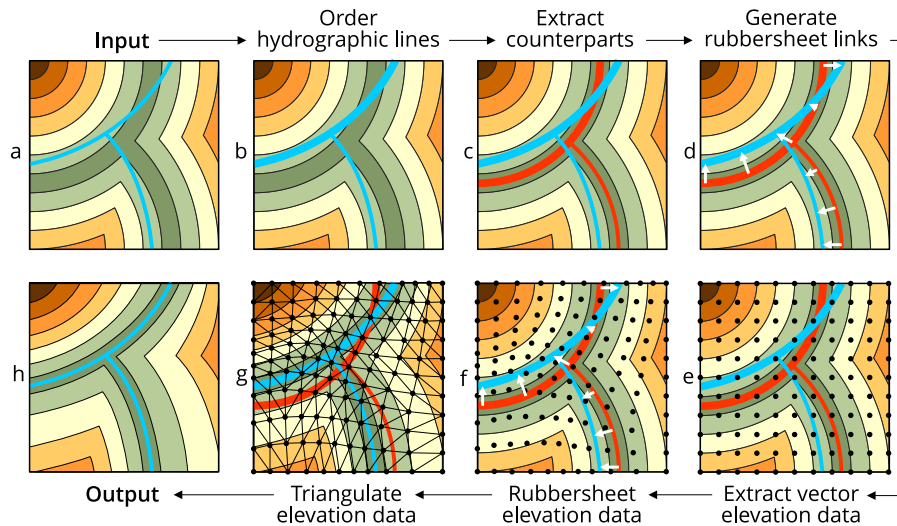 Input
Order
hydrographic lines
Extract
counterparts
Generate
rubbersheet links
a
b
c
d
h
g
f
e
Output
Triangulate
elevation data
Rubbersheet
elevation data
Extract vector
elevation data